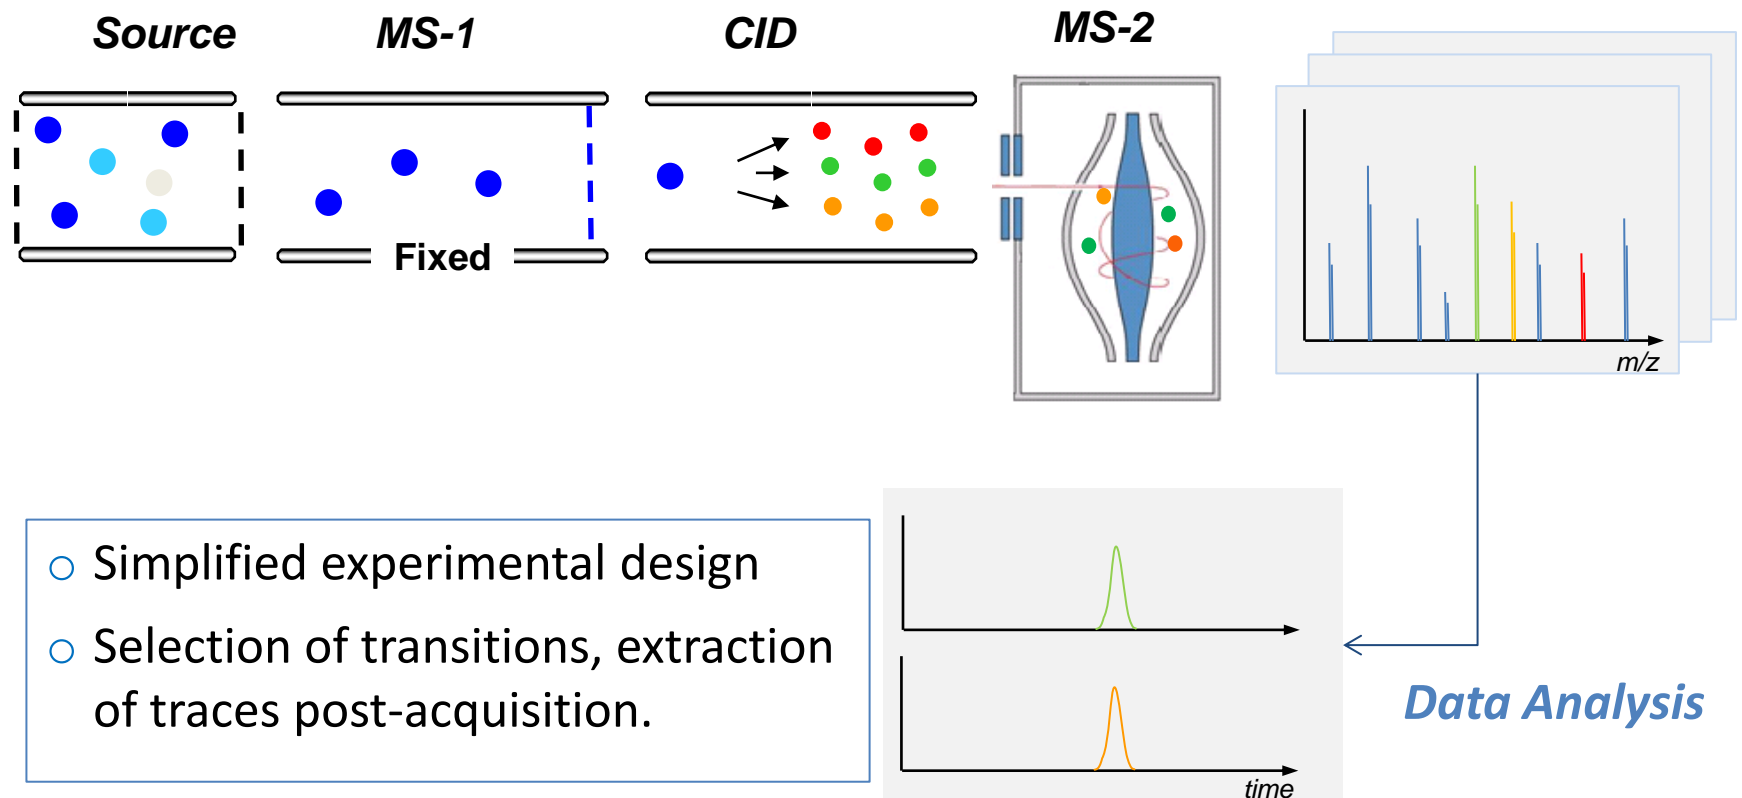 Source
MS-1
CID
MS-2
Fixed
m/z
o Simplified experimental design
o Selection of transitions, extraction
of traces post-acquisition.
Data Analysis
time